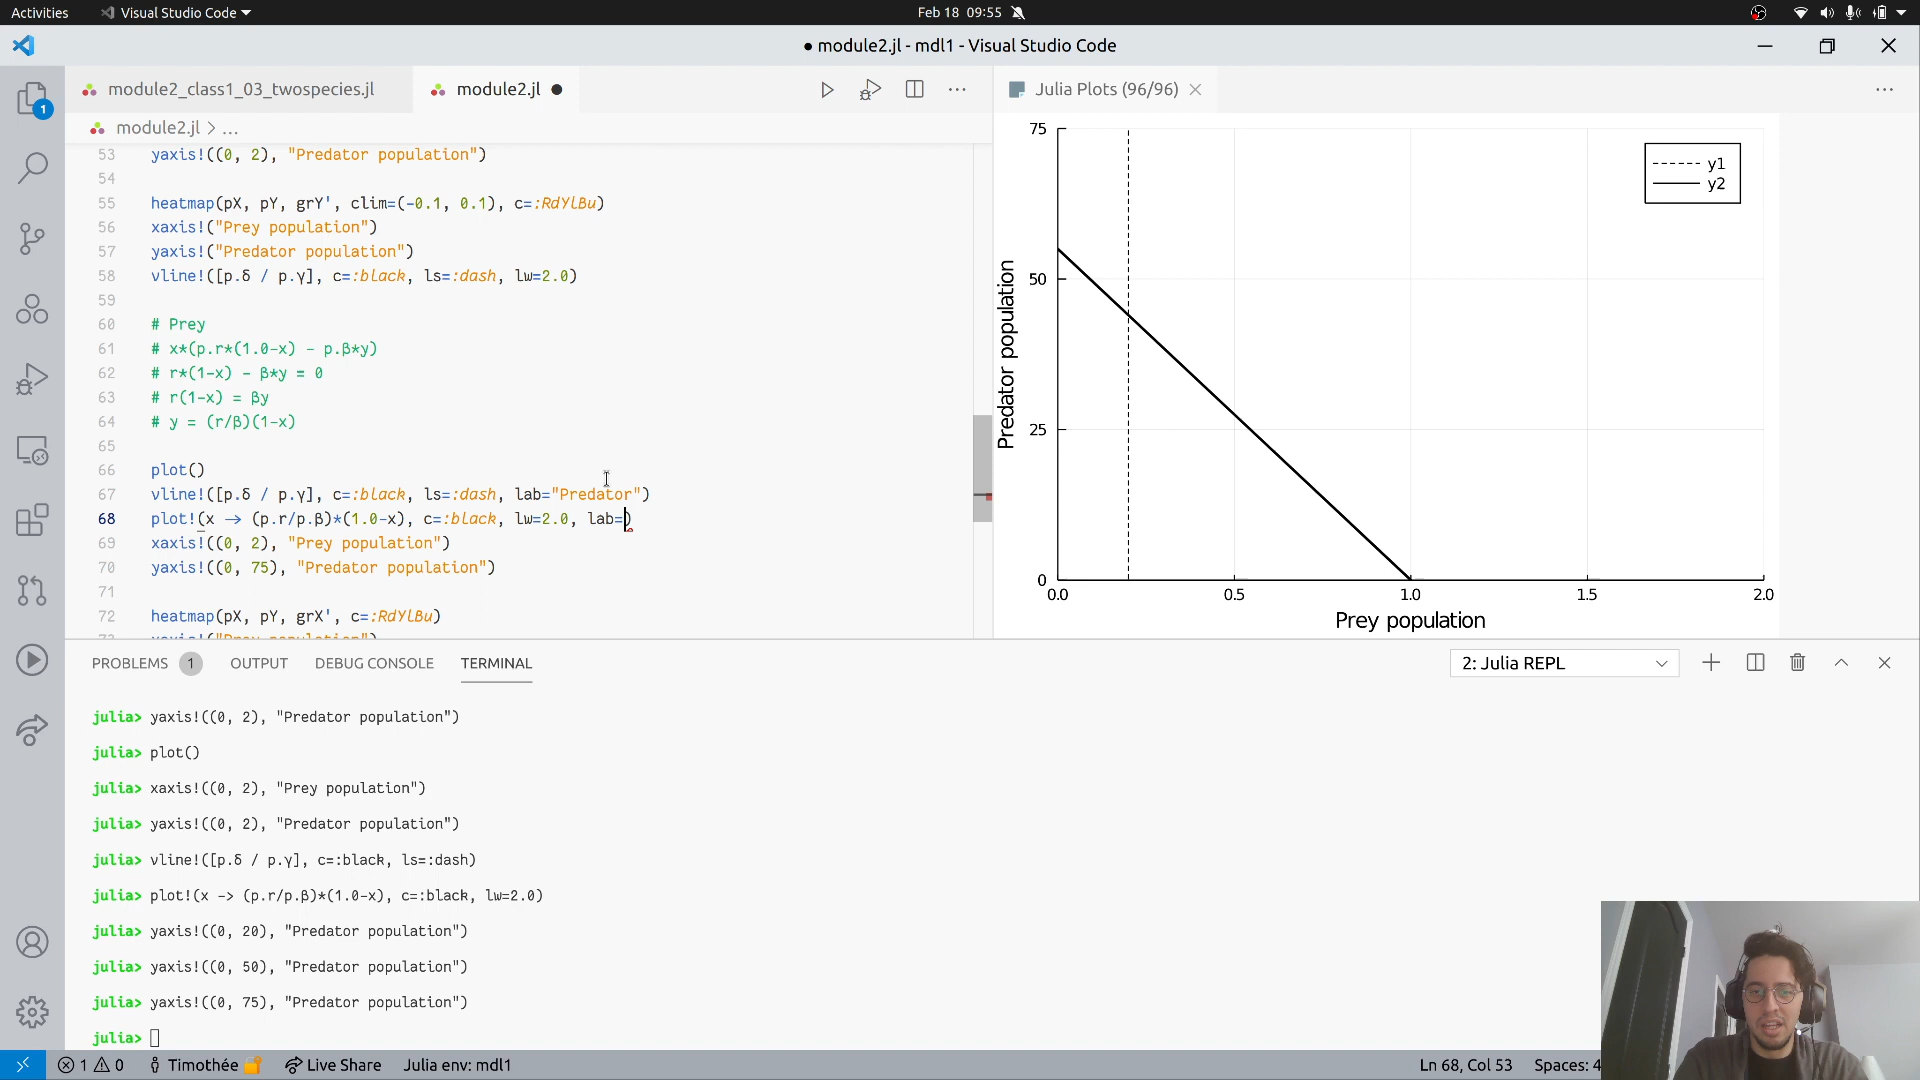 Activities
Visual Studio Code
Feb 18 09:55
● module2.jl - mdl1 - Visual Studio Code
1
module2_class1_03_twospecies.jl
module2.jl
module2.jl > ...
53 yaxis!((0, 2), "Predator population")
54
55 heatmap(pX, pY, grY', clim=(-0.1, 0.1), c=:RdYlBu)
56 xaxis!("Prey population")
57 yaxis!("Predator population")
58 vline!([p.δ / p.γ], c=:black, ls=:dash, lw=2.0)
59
60 # Prey
61 # x*(p.r*(1.0-x) - p.β*y)
62 # r*(1-x) - β*y = 0
63 # r(1-x) = βy
64 # y = (r/β)(1-x)
65
66 plot()
67 vline!([p.δ / p.γ], c=:black, ls=:dash, lab="Predator")
68 plot!(x -> (p.r/p.β)*(1.0-x), c=:black, lw=2.0, lab=)
69 xaxis!((0, 2), "Prey population")
70 yaxis!((0, 75), "Predator population")
71
72 heatmap(pX, pY, grX', c=:RdYlBu)
73 xaxis!("Prey population")
Julia Plots (96/96)
75
50
25
0
0.0 0.5 1.0 1.5 2.0
Predator population
Prey population
y1
y2
PROBLEMS 1 OUTPUT DEBUG CONSOLE TERMINAL
2: Julia REPL
julia> yaxis!((0, 2), "Predator population")
julia> plot()
julia> xaxis!((0, 2), "Prey population")
julia> yaxis!((0, 2), "Predator population")
julia> vline!([p.δ / p.γ], c=:black, ls=:dash)
julia> plot!(x -> (p.r/p.β)*(1.0-x), c=:black, lw=2.0)
julia> yaxis!((0, 20), "Predator population")
julia> yaxis!((0, 50), "Predator population")
julia> yaxis!((0, 75), "Predator population")
julia>
1 0 Timothée Live Share Julia env: mdl1
Ln 68, Col 53 Spaces: 4